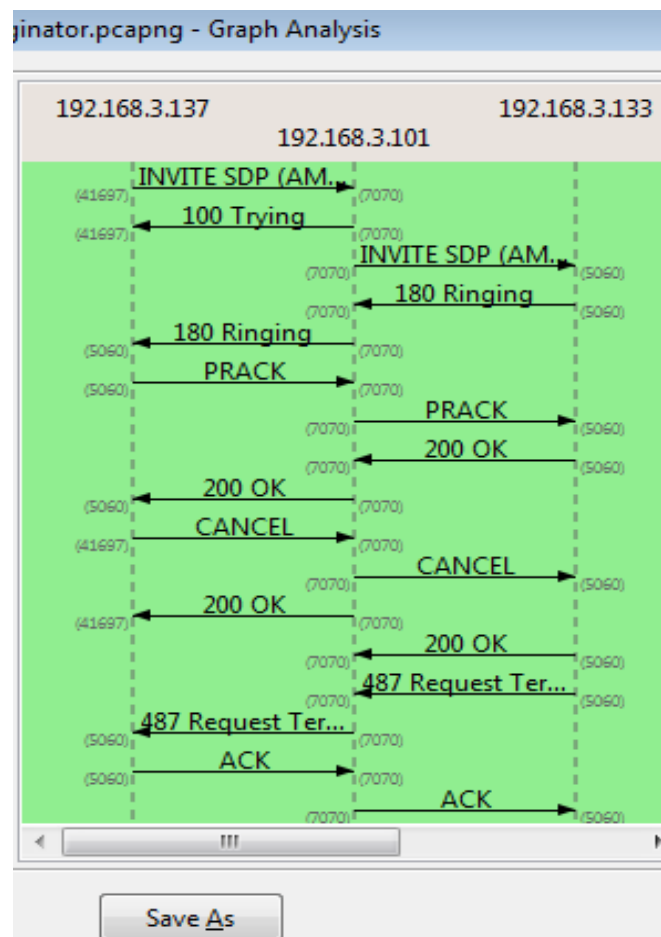 ginator.pcapng - Graph Analysis
192.168.3.137
192.168.3.133
192.168.3.101
INVITE SDP (AM...
(41697)
(7070)
100 Trying
(41697)
(7070)
INVITE SDP (AM...
(7070)
(5060)
180 Ringing
(7070)
(5060)
180 Ringing
(5060)
(7070)
PRACK
(5060)
(7070)
PRACK
(7070)
(5060)
200 OK
(7070)
(5060)
200 OK
(5060)
(7070)
CANCEL
(41697)
(7070)
CANCEL
(7070)
(5060)
200 OK
(41697)
(7070)
200 OK
(7070)
(5060)
487 Request Ter...
(7070)
(5060)
487 Request Ter...
(5060)
(7070)
ACK
(5060)
(7070)
ACK
(7070)
(5060)
Save As